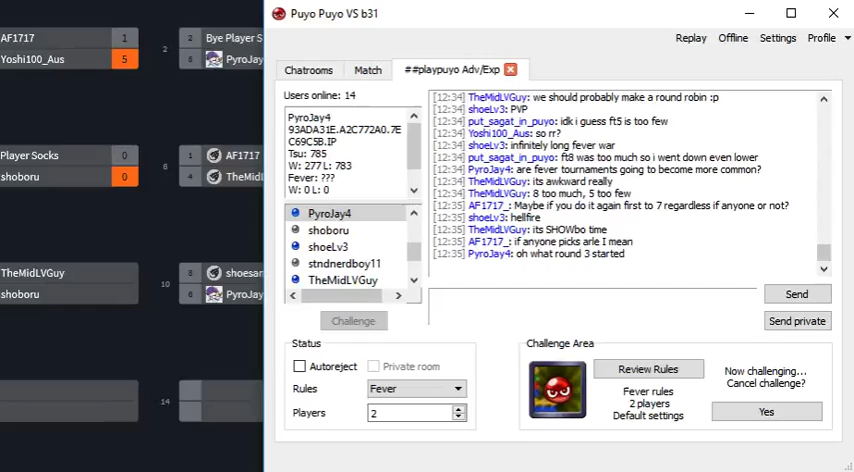 AF1717 1
Yoshi100_Aus 5
2
2 Bye Player S
6 PyroJay
Player Socks 0
shoboru 0
6
1 AF1717
4 TheMidL
TheMidLVGuy
shoboru
10
8 shoesan
6 PyroJay
14
Puyo Puyo VS b31
Replay Offline Settings Profile
Chatrooms Match ##playpuyo Adv/Exp
Users online: 14
PyroJay4
93ADA31E.A2C772A0.7E
C69C5B.IP
Tsu: 785
W: 277 L: 783
Fever: ???
W: 0 L: 0
PyroJay4
shoboru
shoeLv3
stndnerdboy11
TheMidLVGuy
Challenge
[12:34] TheMidLVGuy: we should probably make a round robin :p
[12:34] shoeLv3: PVP
[12:34] put_sagat_in_puyo: idk i guess ft5 is too few
[12:34] Yoshi100_Aus: so rr?
[12:34] shoeLv3: infinitely long fever war
[12:34] put_sagat_in_puyo: ft8 was too much so i went down even lower
[12:34] PyroJay4: are fever tournaments going to become more common?
[12:34] TheMidLVGuy: its awkward really
[12:34] TheMidLVGuy: 8 too much, 5 too few
[12:35] AF1717_: Maybe if you do it again first to 7 regardless if anyone or not?
[12:35] shoeLv3: hellfire
[12:35] TheMidLVGuy: its SHOWbo time
[12:35] AF1717_: if anyone picks arle I mean
[12:35] PyroJay4: oh what round 3 started
Send
Send private
Status
Autoreject Private room
Rules Fever
Players 2
Challenge Area
Review Rules
Fever rules
2 players
Default settings
Now challenging...
Cancel challenge?
Yes